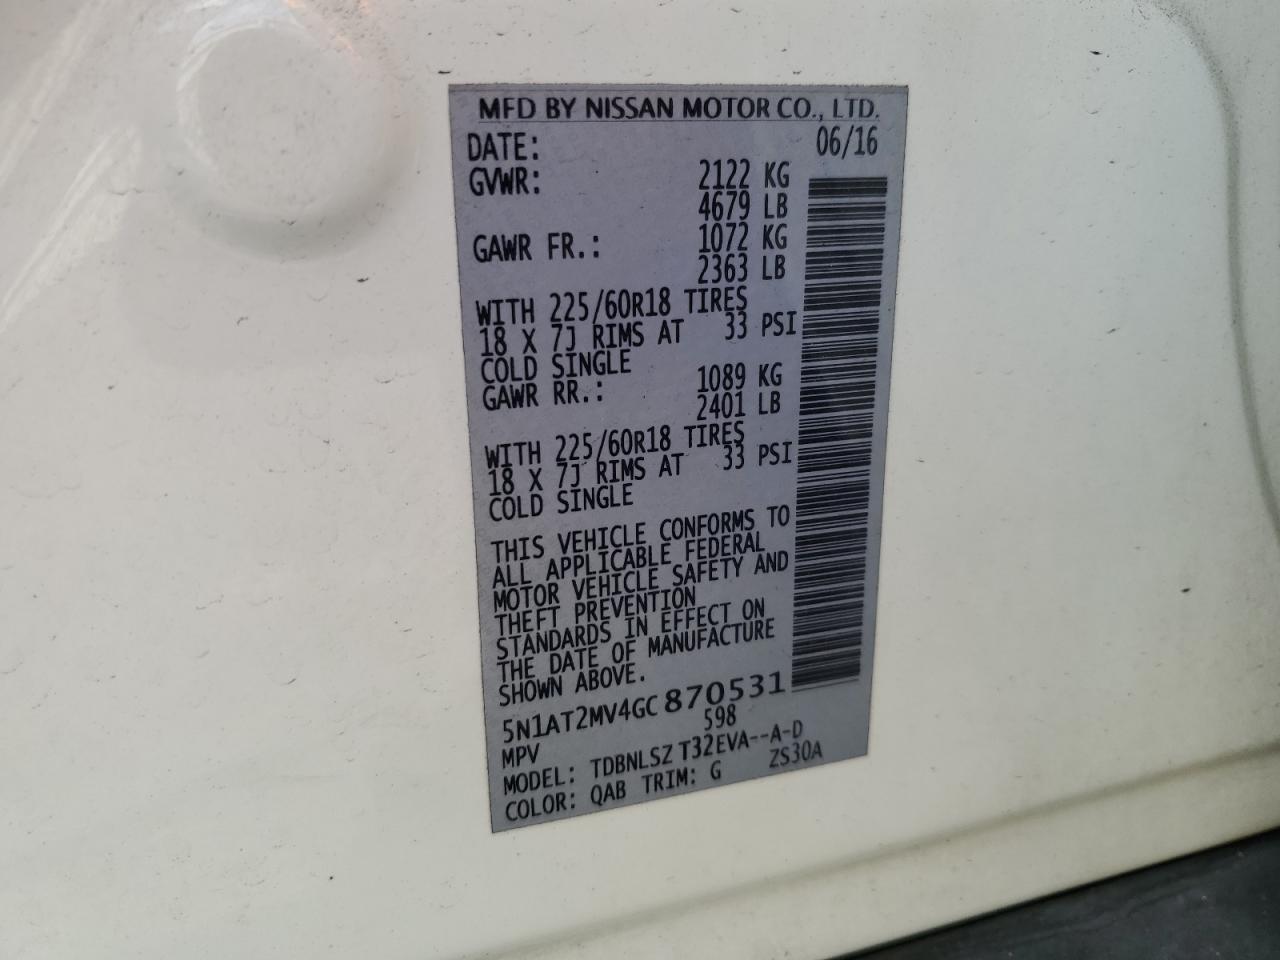 MFD BY NISSAN MOTOR CO., LTD.
DATE: 06/16
GVWR: 2122 KG
4679 LB
GAWR FR.: 1072 KG
2363 LB
WITH 225/60R18 TIRES
18 X 7J RIMS AT 33 PSI
COLD SINGLE
GAWR RR.: 1089 KG
2401 LB
WITH 225/60R18 TIRES
18 X 7J RIMS AT 33 PSI
COLD SINGLE
THIS VEHICLE CONFORMS TO
ALL APPLICABLE FEDERAL
MOTOR VEHICLE SAFETY AND
THEFT PREVENTION
STANDARDS IN EFFECT ON
THE DATE OF MANUFACTURE
SHOWN ABOVE.
5N1AT2MV4GC870531
MPV 598
MODEL: TDBNLSZ T32EVA--A-D
COLOR: QAB TRIM: G ZS30A